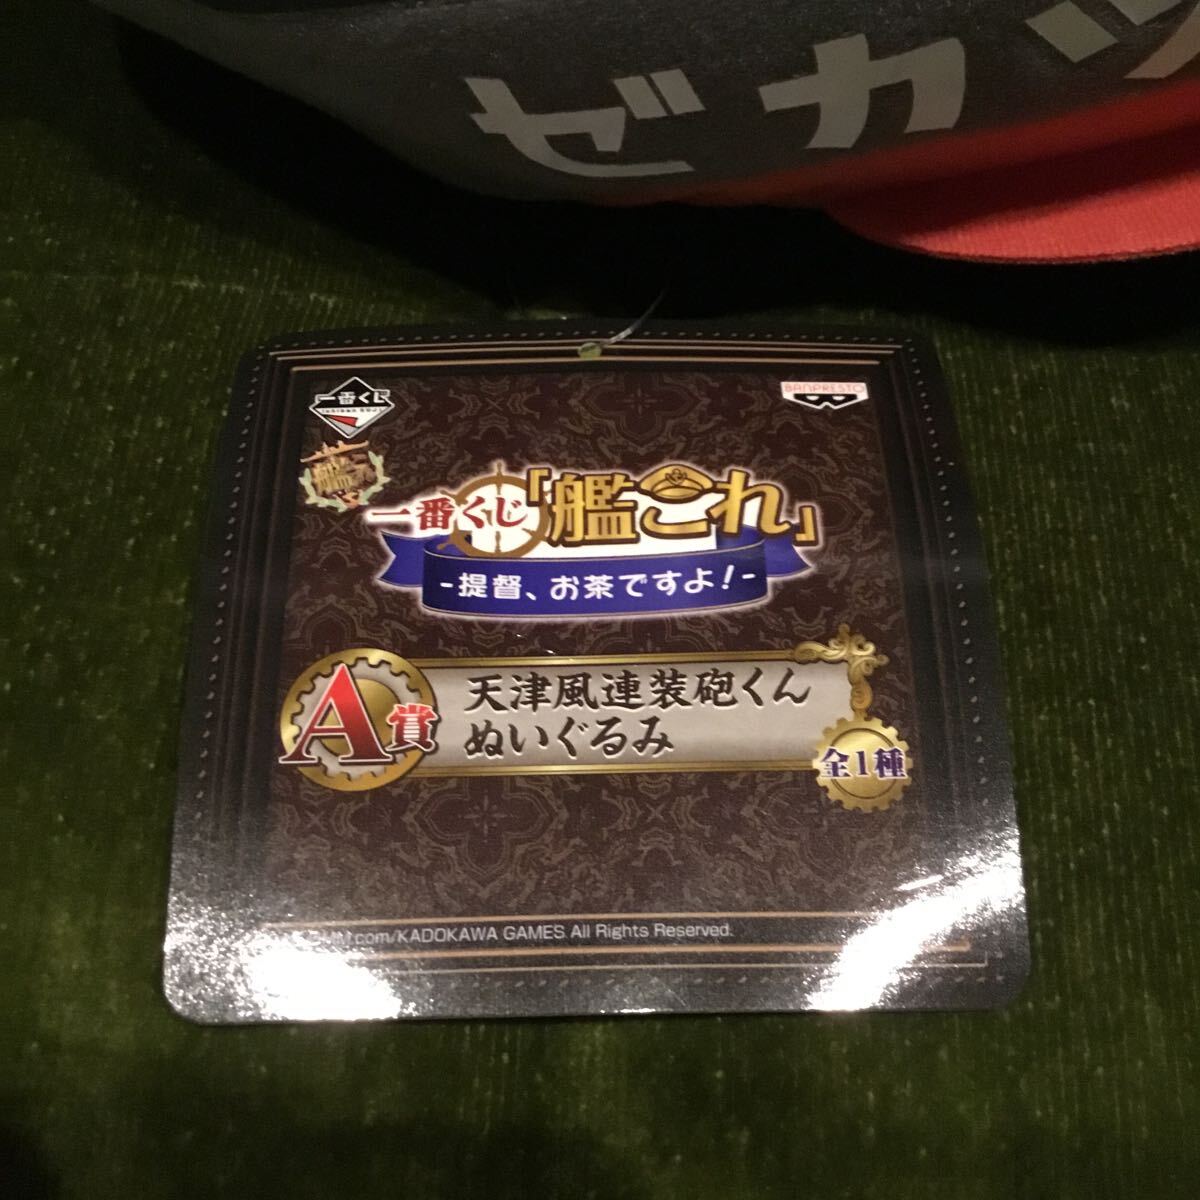 ゼカ
一番くじ
BANPRESTO
艦これ
一番くじ「艦これ」
-提督、お茶ですよ!-
A賞
天津風連装砲くん
ぬいぐるみ
全1種
.com/KADOKAWA GAMES All Rights Reserved.